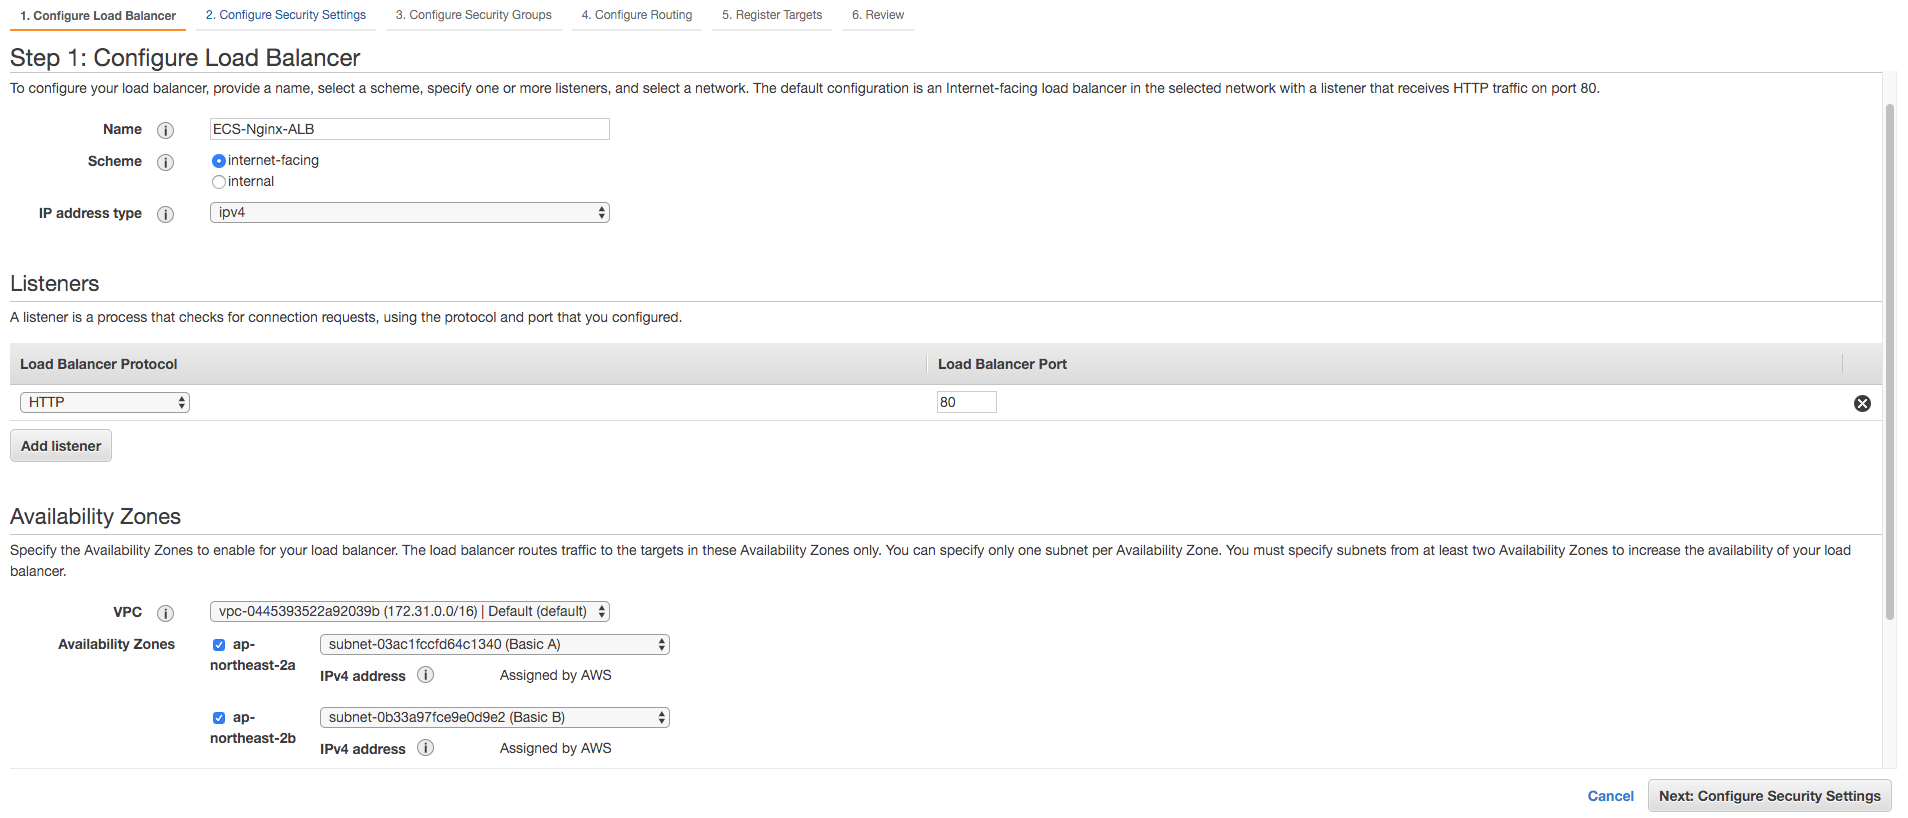 1. Configure Load Balancer 2. Configure Security Settings 3. Configure Security Groups 4. Configure Routing 5. Register Targets 6. Review
Step 1: Configure Load Balancer
To configure your load balancer, provide a name, select a scheme, specify one or more listeners, and select a network. The default configuration is an Internet-facing load balancer in the selected network with a listener that receives HTTP traffic on port 80.
Name i ECS-Nginx-ALB
Scheme i internet-facing
internal
IP address type i ipv4
Listeners
A listener is a process that checks for connection requests, using the protocol and port that you configured.
Load Balancer Protocol Load Balancer Port
HTTP 80
Add listener
Availability Zones
Specify the Availability Zones to enable for your load balancer. The load balancer routes traffic to the targets in these Availability Zones only. You can specify only one subnet per Availability Zone. You must specify subnets from at least two Availability Zones to increase the availability of your load
balancer.
VPC i vpc-0445393522a92039b (172.31.0.0/16) | Default (default)
Availability Zones ap- subnet-03ac1fccfd64c1340 (Basic A)
northeast-2a IPv4 address i Assigned by AWS
ap- subnet-0b33a97fce9e0d9e2 (Basic B)
northeast-2b IPv4 address i Assigned by AWS
Cancel Next: Configure Security Settings